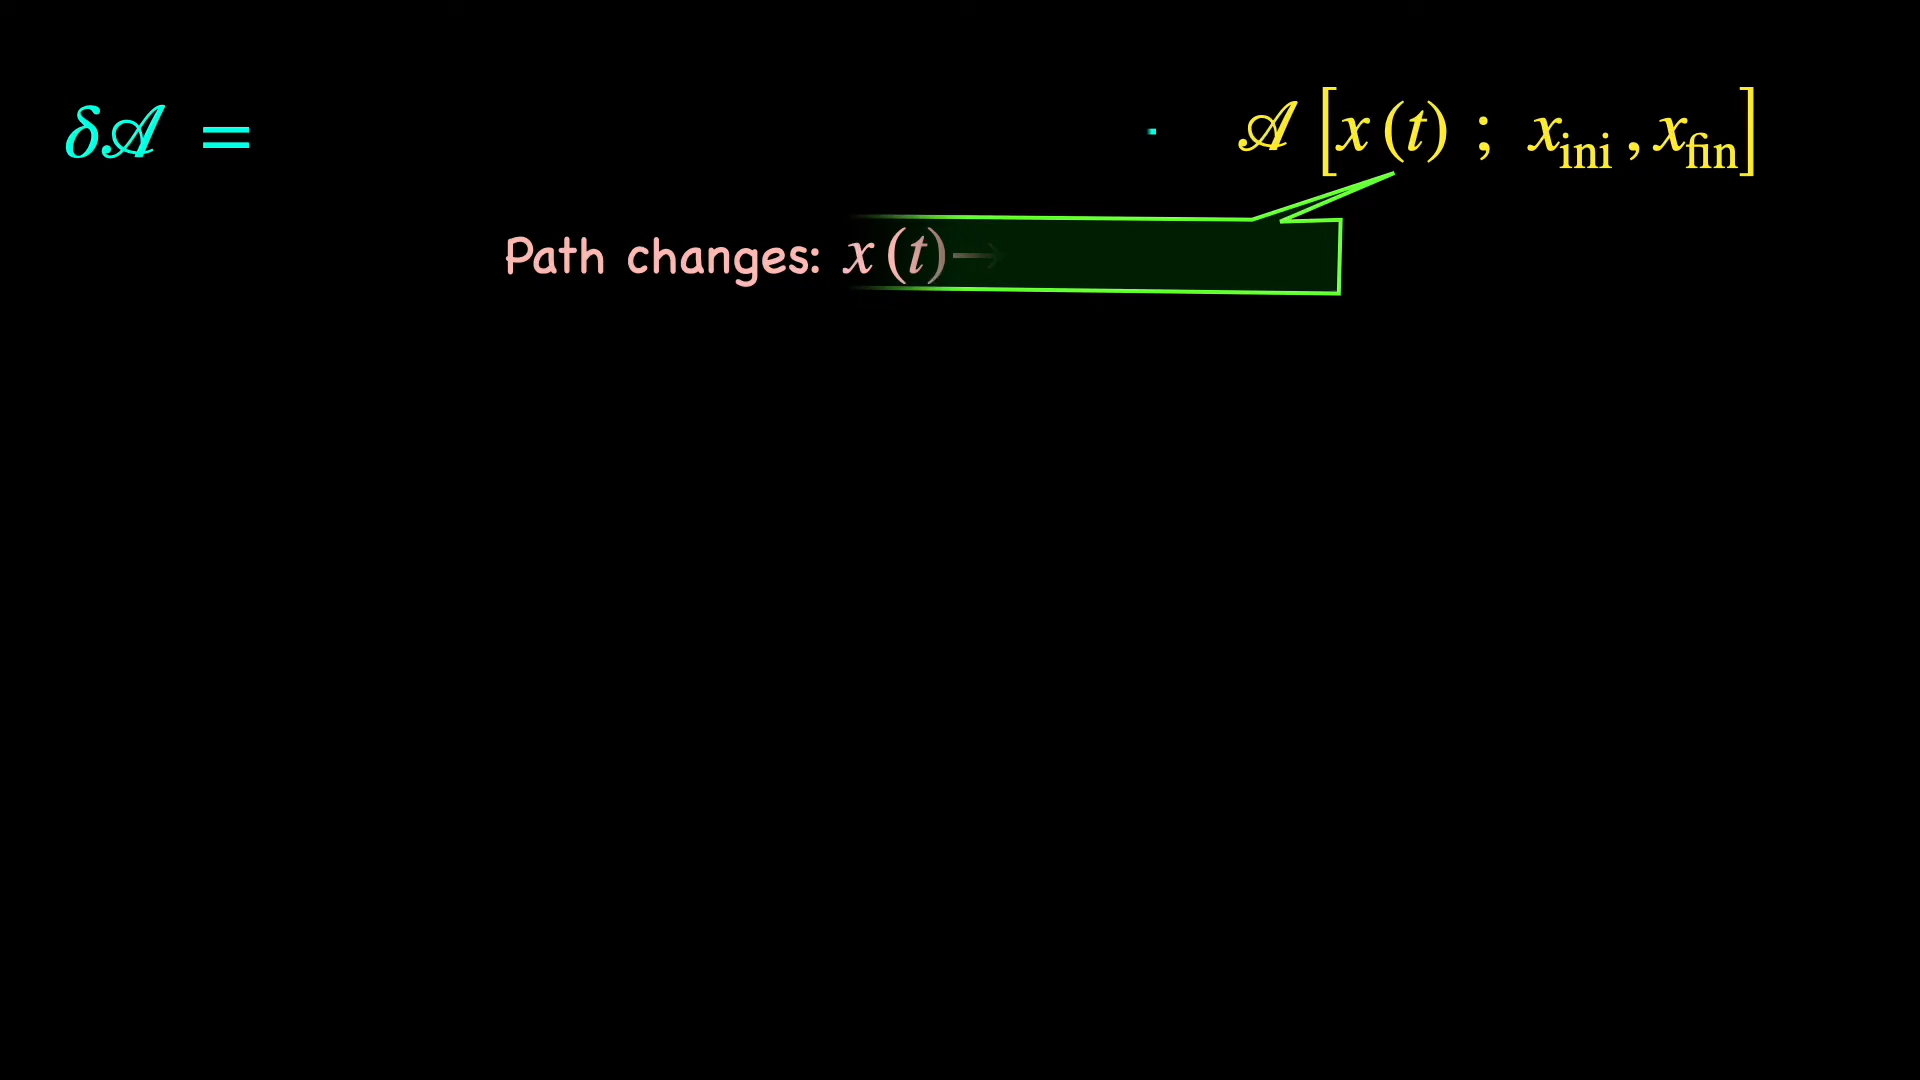 δ𝒜 = 𝒜 [x (t) ; x_ini , x_fin]
Path changes: x (t) →